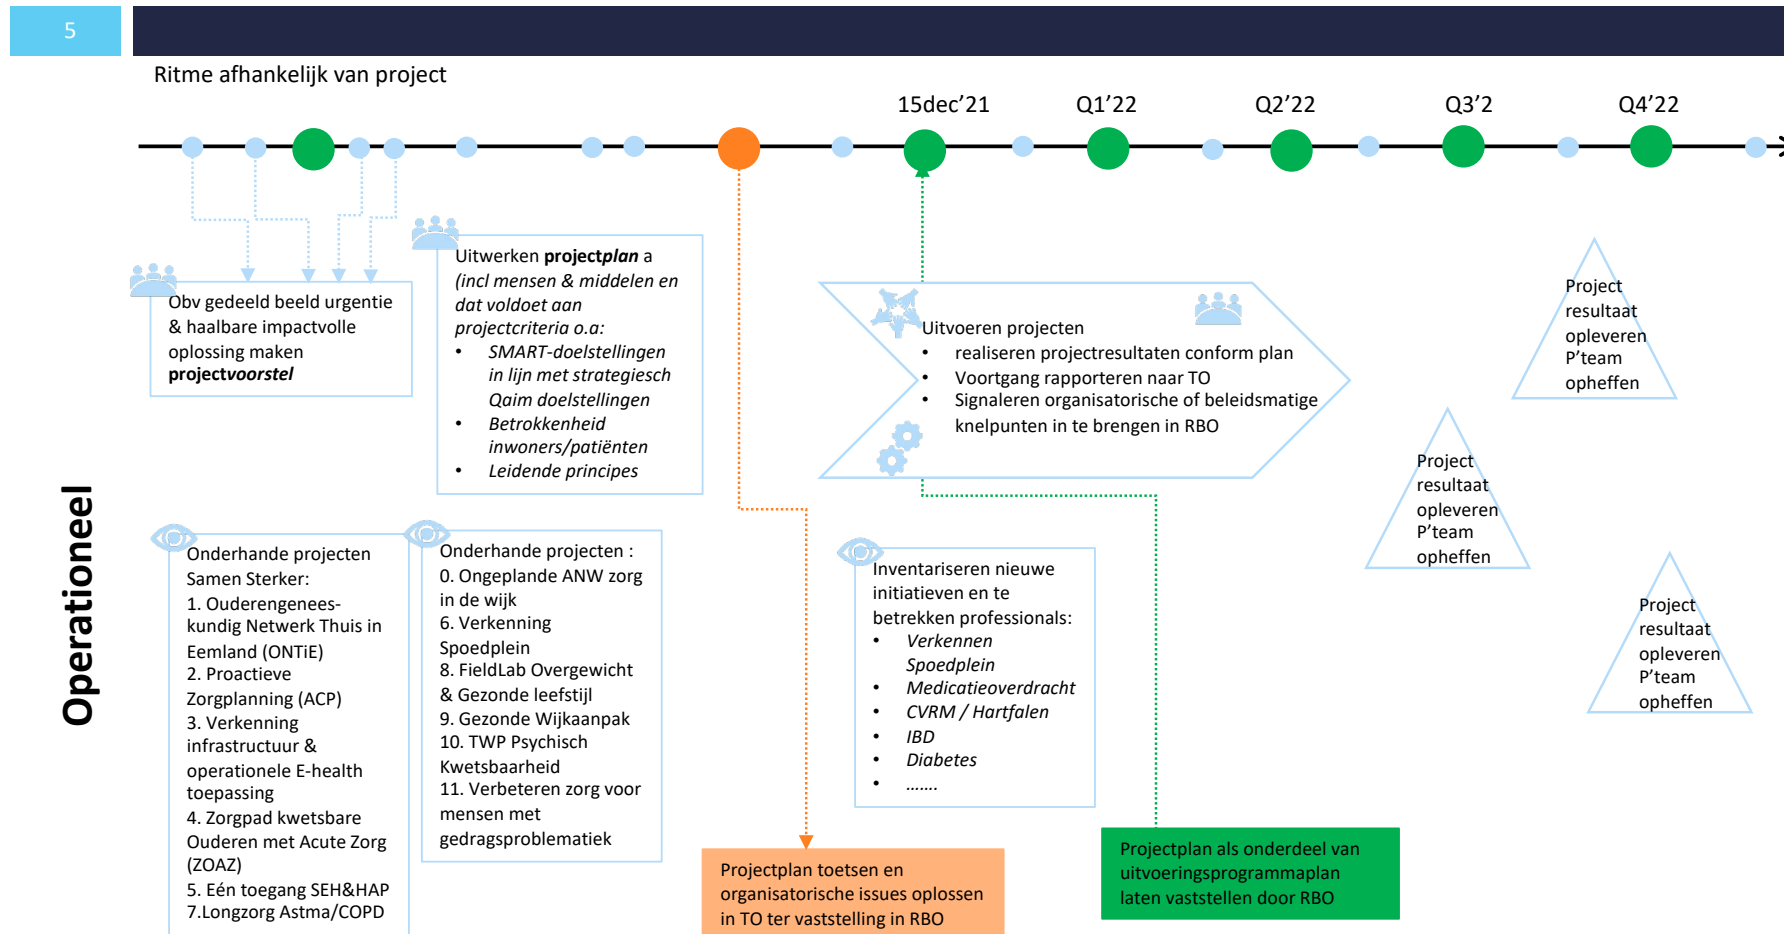 5
Ritme afhankelijk van project
15dec’21
Q1’22
Q2’22
Q3’2
Q4’22
Obv gedeeld beeld urgentie
& haalbare impactvolle
oplossing maken
projectvoorstel
Uitwerken projectplan a
(incl mensen & middelen en
dat voldoet aan
projectcriteria o.a:
• SMART-doelstellingen
in lijn met strategiesch
Qaim doelstellingen
• Betrokkenheid
inwoners/patiënten
• Leidende principes
Uitvoeren projecten
• realiseren projectresultaten conform plan
• Voortgang rapporteren naar TO
• Signaleren organisatorische of beleidsmatige
knelpunten in te brengen in RBO
Project
resultaat
opleveren
P’team
opheffen
Project
resultaat
opleveren
P’team
opheffen
Project
resultaat
opleveren
P’team
opheffen
Operationeel
Onderhande projecten
Samen Sterker:
1. Ouderengenees-
kundig Netwerk Thuis in
Eemland (ONTiE)
2. Proactieve
Zorgplanning (ACP)
3. Verkenning
infrastructuur &
operationele E-health
toepassing
4. Zorgpad kwetsbare
Ouderen met Acute Zorg
(ZOAZ)
5. Eén toegang SEH&HAP
7.Longzorg Astma/COPD
Onderhande projecten :
0. Ongeplande ANW zorg
in de wijk
6. Verkenning
Spoedplein
8. FieldLab Overgewicht
& Gezonde leefstijl
9. Gezonde Wijkaanpak
10. TWP Psychisch
Kwetsbaarheid
11. Verbeteren zorg voor
mensen met
gedragsproblematiek
Inventariseren nieuwe
initiatieven en te
betrekken professionals:
• Verkennen
Spoedplein
• Medicatieoverdracht
• CVRM / Hartfalen
• IBD
• Diabetes
• …....
Projectplan toetsen en
organisatorische issues oplossen
in TO ter vaststelling in RBO
Projectplan als onderdeel van
uitvoeringsprogrammaplan
laten vaststellen door RBO